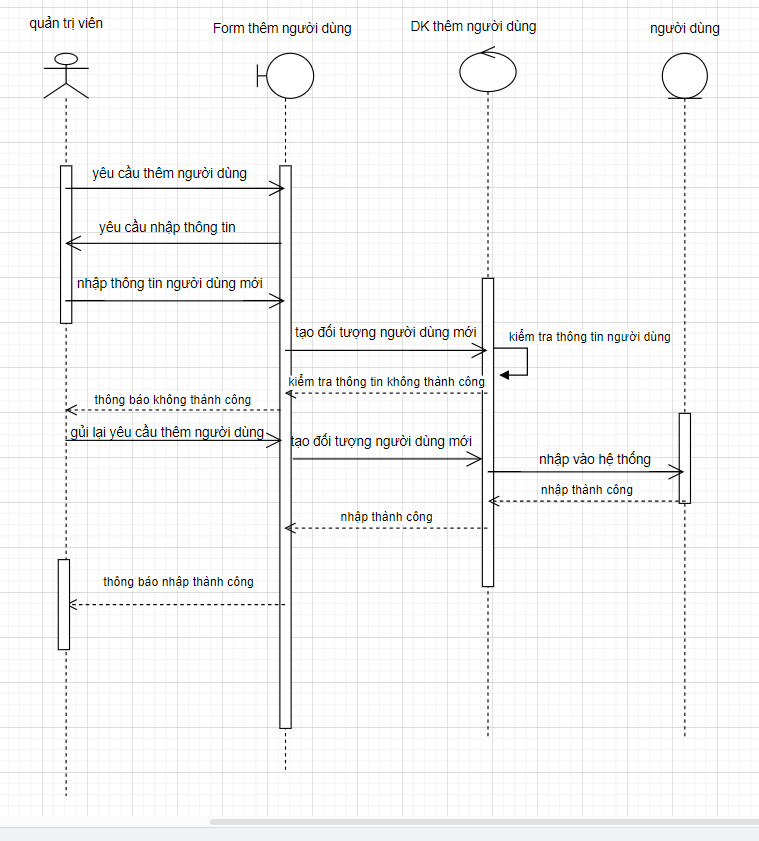 quản trị viên
Form thêm người dùng
DK thêm người dùng
người dùng
yêu cầu thêm người dùng
yêu cầu nhập thông tin
nhập thông tin người dùng mới
tạo đối tượng người dùng mới
kiểm tra thông tin người dùng
kiểm tra thông tin không thành công
thông báo không thành công
gủi lại yêu cầu thêm người dùng
tạo đối tượng người dùng mới
nhập vào hệ thống
nhập thành công
nhập thành công
thông báo nhập thành công